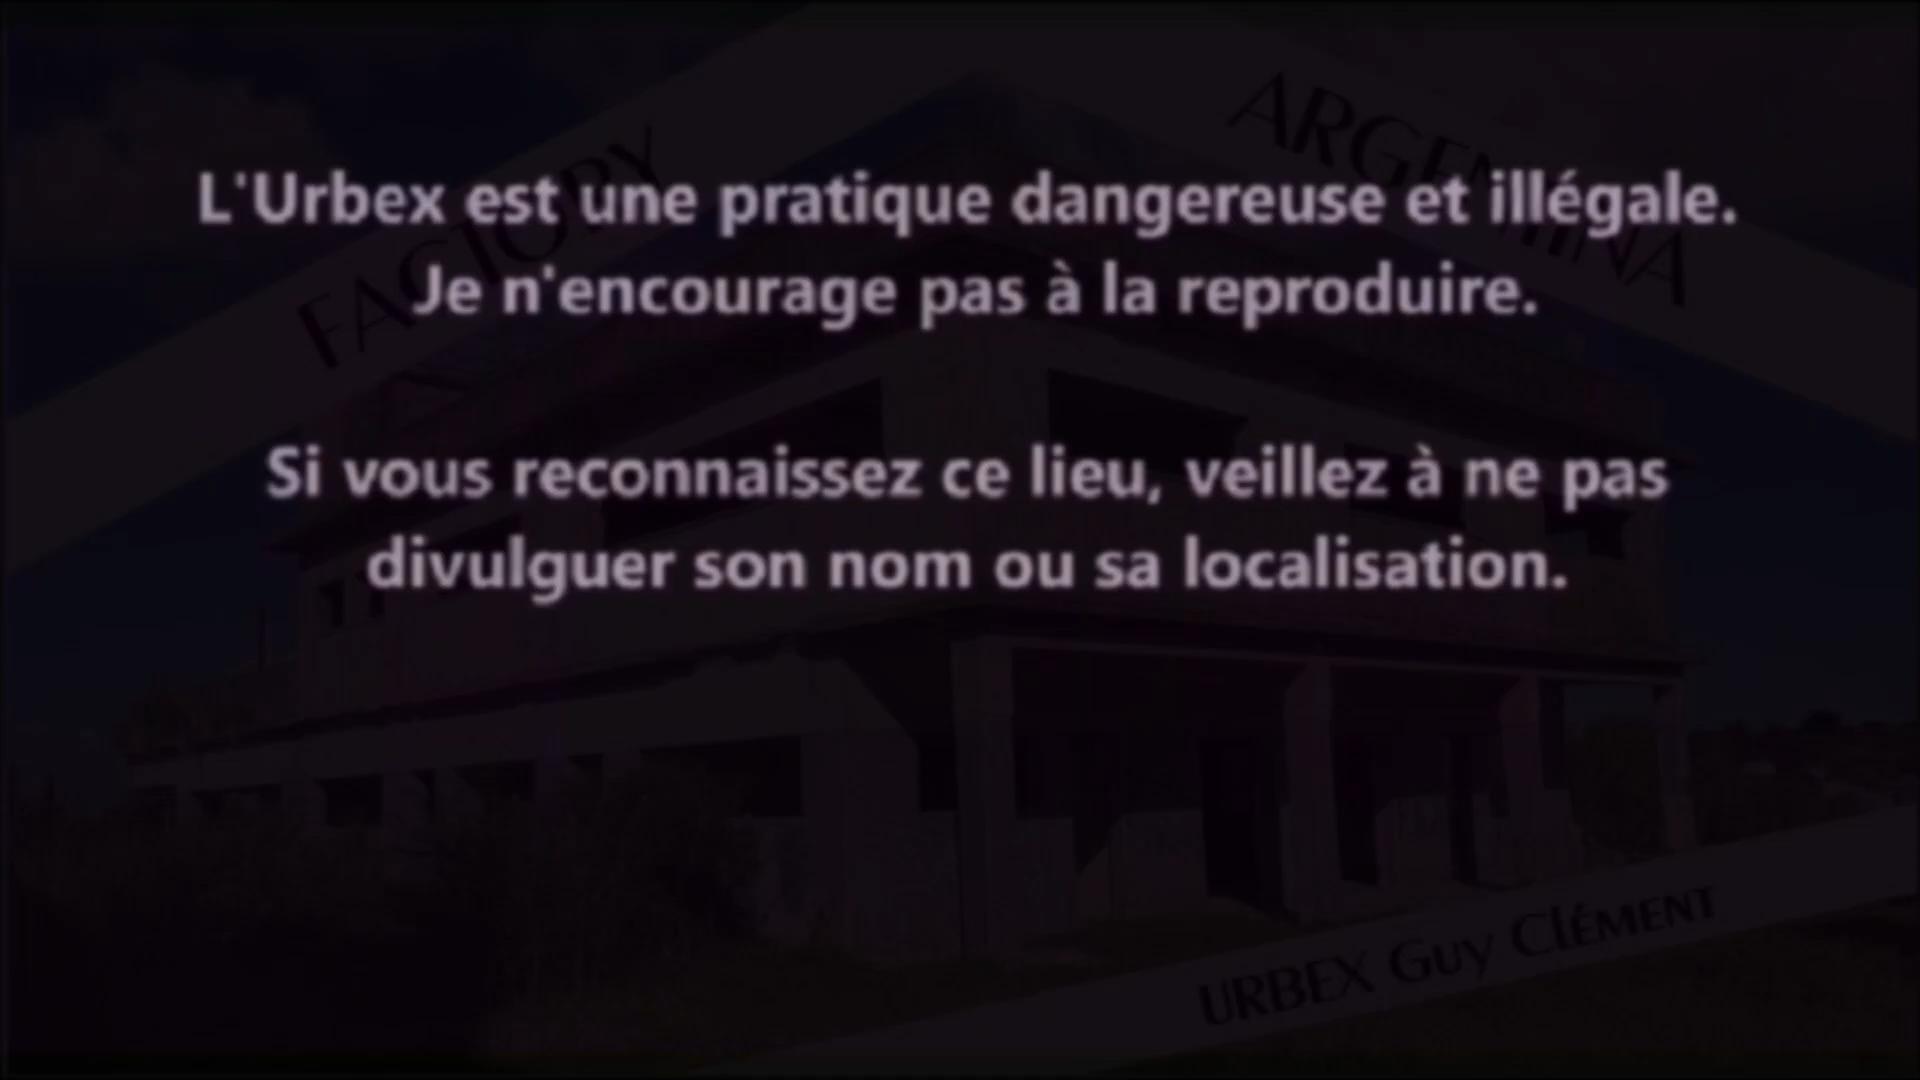 FACTORY
ARGENTINA
L'Urbex est une pratique dangereuse et illégale.
Je n'encourage pas à la reproduire.
Si vous reconnaissez ce lieu, veillez à ne pas
divulguer son nom ou sa localisation.
URBEX Guy Clément